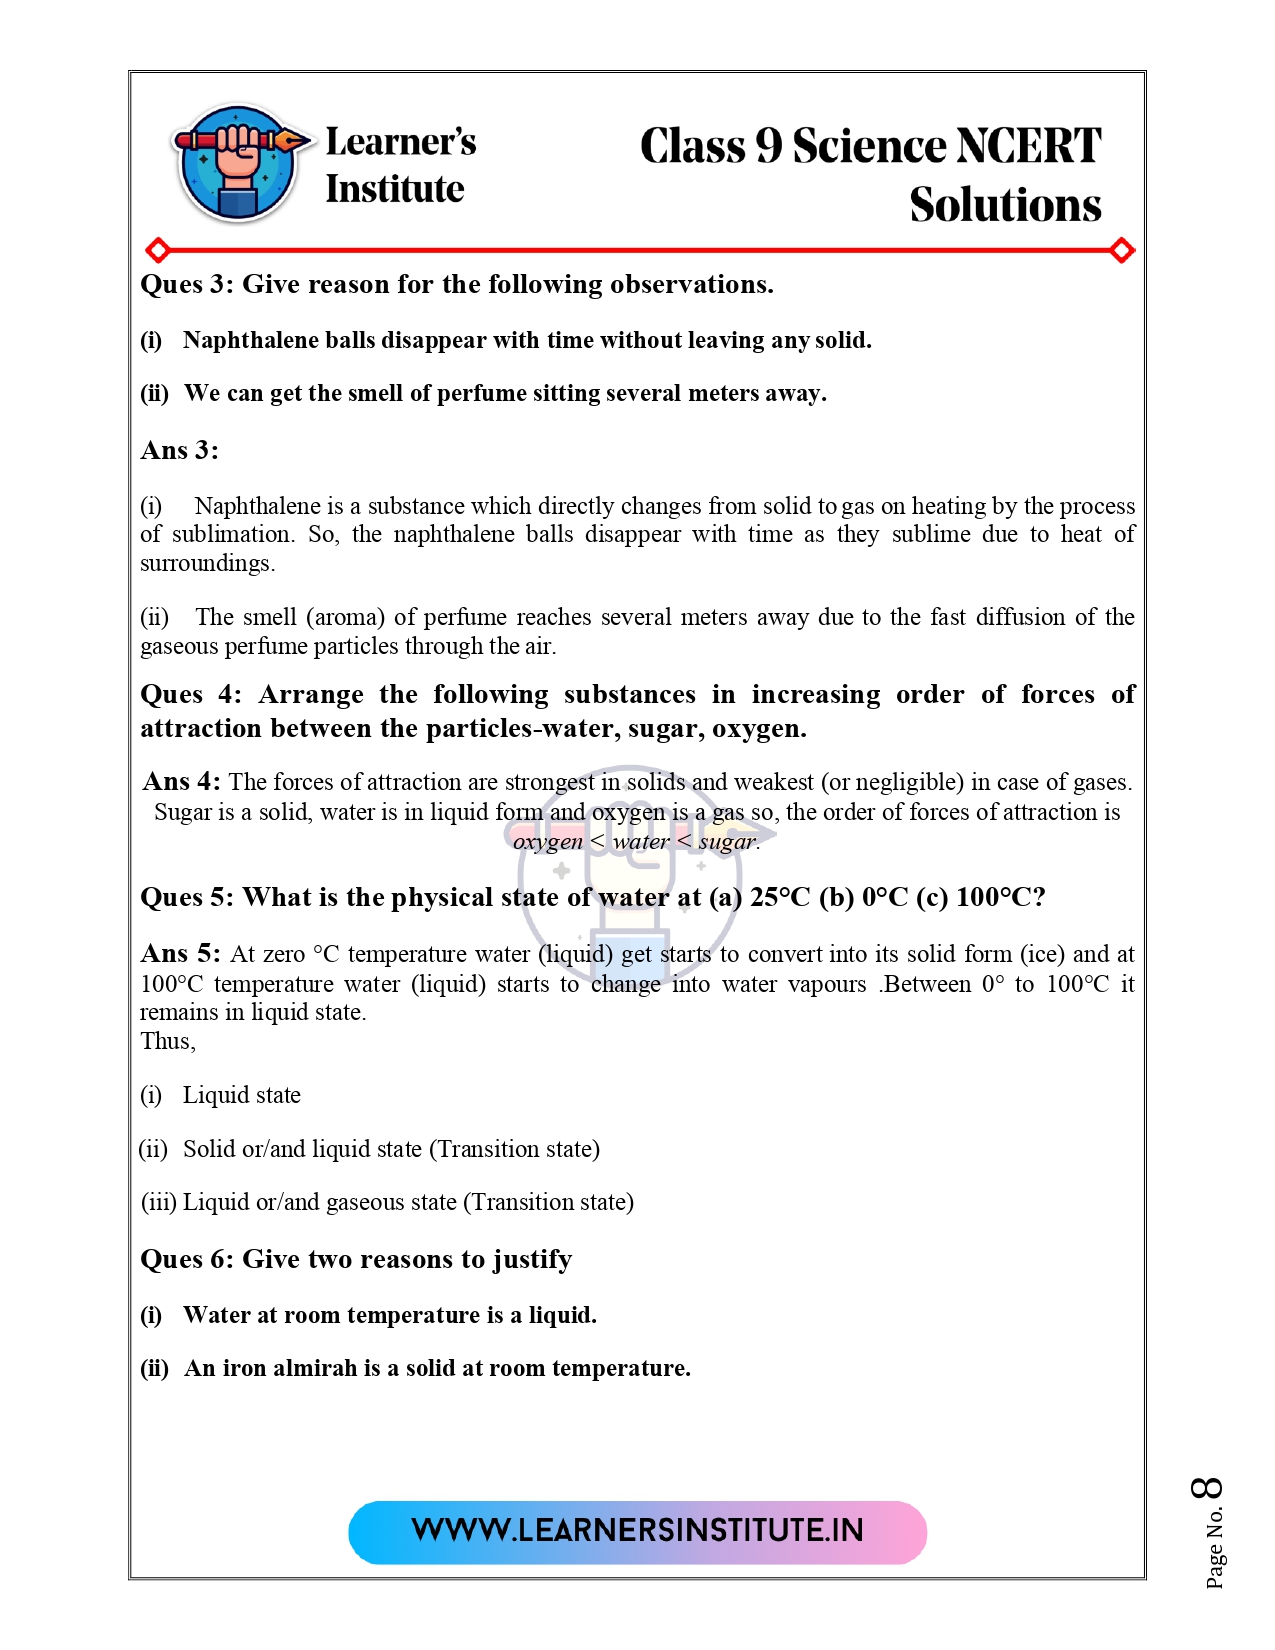 Learner's
Institute
Class 9 Science NCERT
Solutions
Ques 3: Give reason for the following observations.
(i) Naphthalene balls disappear with time without leaving any solid.
(ii) We can get the smell of perfume sitting several meters away.
Ans 3:
(i) Naphthalene is a substance which directly changes from solid to gas on heating by the process
of sublimation. So, the naphthalene balls disappear with time as they sublime due to heat of
surroundings.
(ii) The smell (aroma) of perfume reaches several meters away due to the fast diffusion of the
gaseous perfume particles through the air.
Ques 4: Arrange the following substances in increasing order of forces of
attraction between the particles-water, sugar, oxygen.
Ans 4: The forces of attraction are strongest in solids and weakest (or negligible) in case of gases.
Sugar is a solid, water is in liquid form and oxygen is a gas so, the order of forces of attraction is
oxygen < water < sugar.
Ques 5: What is the physical state of water at (a) 25°C (b) 0°C (c) 100°C?
Ans 5: At zero °C temperature water (liquid) get starts to convert into its solid form (ice) and at
100°C temperature water (liquid) starts to change into water vapours .Between 0° to 100°C it
remains in liquid state.
Thus,
(i) Liquid state
(ii) Solid or/and liquid state (Transition state)
(iii) Liquid or/and gaseous state (Transition state)
Ques 6: Give two reasons to justify
(i) Water at room temperature is a liquid.
(ii) An iron almirah is a solid at room temperature.
WWW.LEARNERSINSTITUTE.IN
Page No. 8